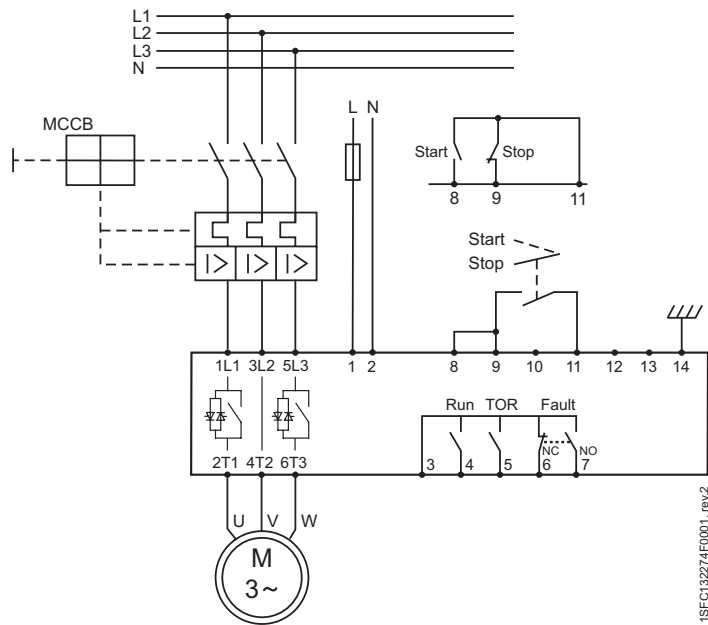 L1
L2
L3
N
MCCB
L N
Start Stop
8 9 11
Start
Stop
1L1 3L2 5L3 1 2 8 9 10 11 12 13 14
Run TOR Fault
NC NO
2T1 4T2 6T3 3 4 5 6 7
U V W
M
3~
I> I> I>
1SFC132274F0001, rev.2